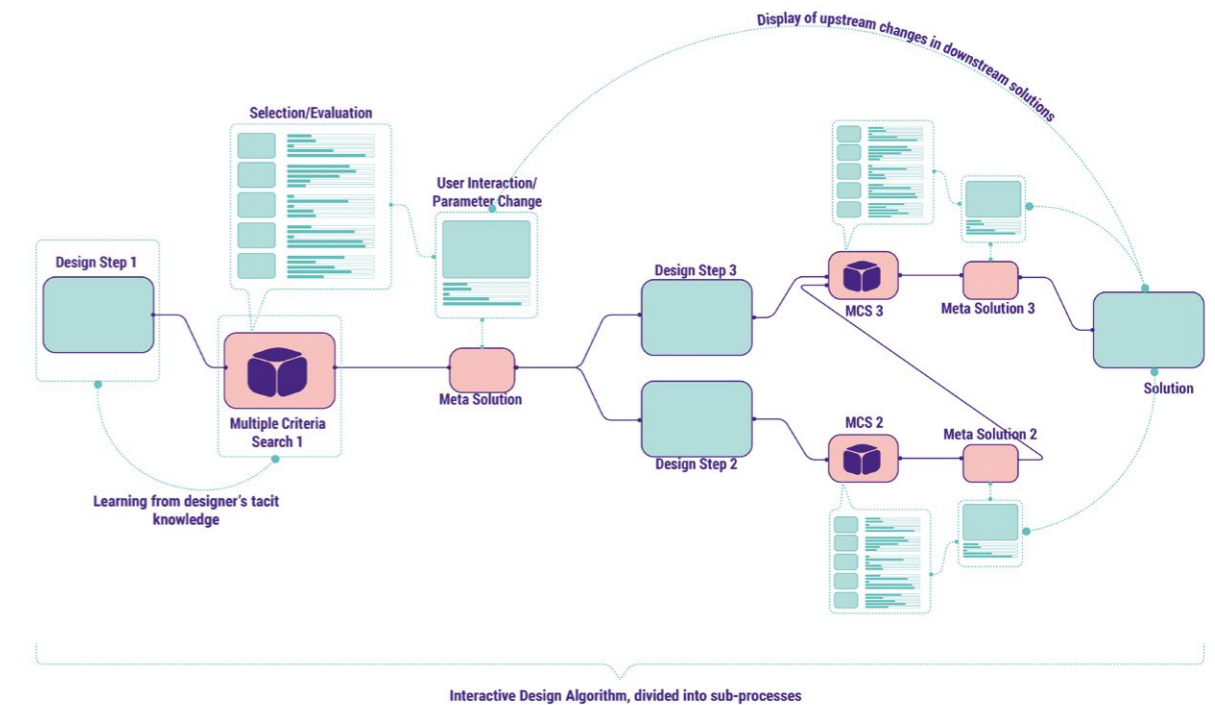 Display of upstream changes in downstream solutions
Selection/Evaluation
User Interaction/
Parameter Change
Design Step 1
Design Step 3
MCS 3
Meta Solution 3
Meta Solution
Solution
Multiple Criteria
Search 1
MCS 2
Meta Solution 2
Design Step 2
Learning from designer's tacit
knowledge
Interactive Design Algorithm, divided into sub-processes